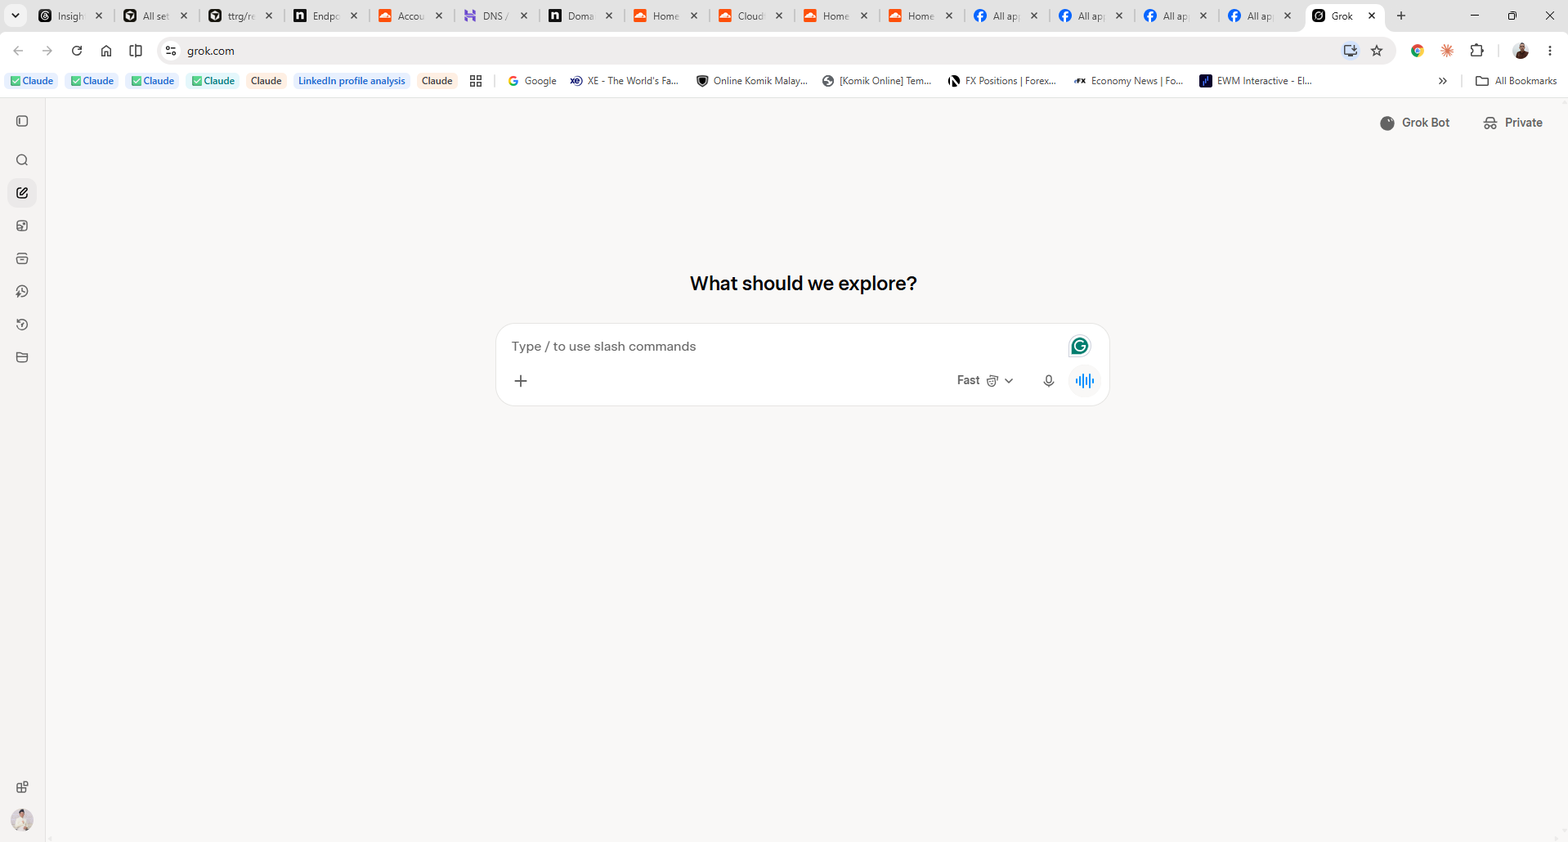 Insigh
All set
ttrg/re
Endpo
Accou
DNS /
Doma
Home
Cloud
Home
Home
All ap
All ap
All ap
All ap
Grok
grok.com
Claude
Claude
Claude
Claude
Claude
LinkedIn profile analysis
Claude
Google
XE - The World's Fa...
Online Komik Malay...
[Komik Online] Tem...
FX Positions | Forex...
Economy News | Fo...
EWM Interactive - El...
All Bookmarks
Grok Bot
Private
What should we explore?
Type / to use slash commands
Fast